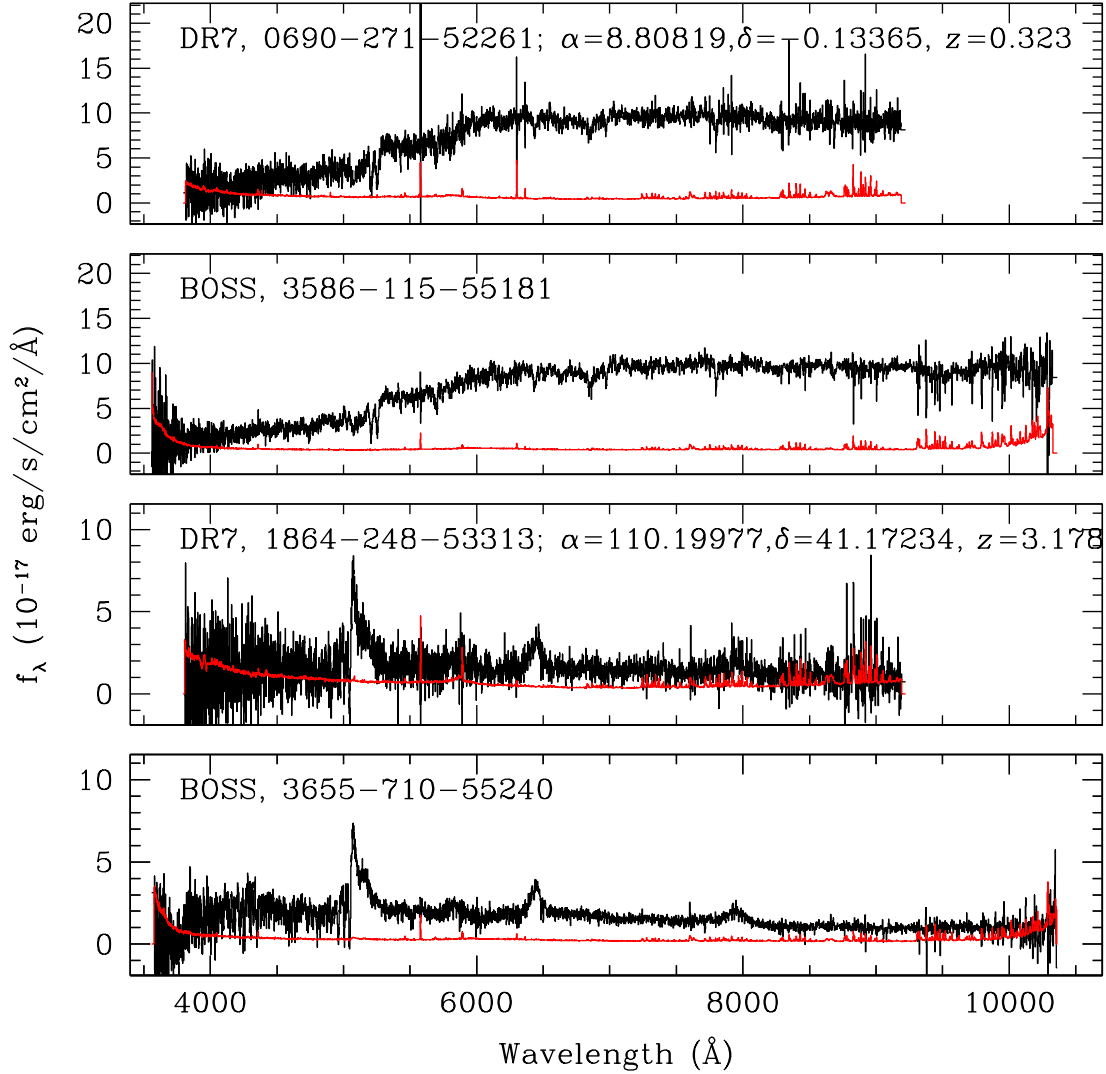 DR7, 0690−271−52261; α=8.80819,δ=−0.13365, z=0.323
20
15
10
5
0
BOSS, 3586−115−55181
20
15
10
5
0
f_λ (10⁻¹⁷ erg/s/cm²/Å)
DR7, 1864−248−53313; α=110.19977,δ=41.17234, z=3.178
10
5
0
BOSS, 3655−710−55240
10
5
0
4000 6000 8000 10000
Wavelength (Å)